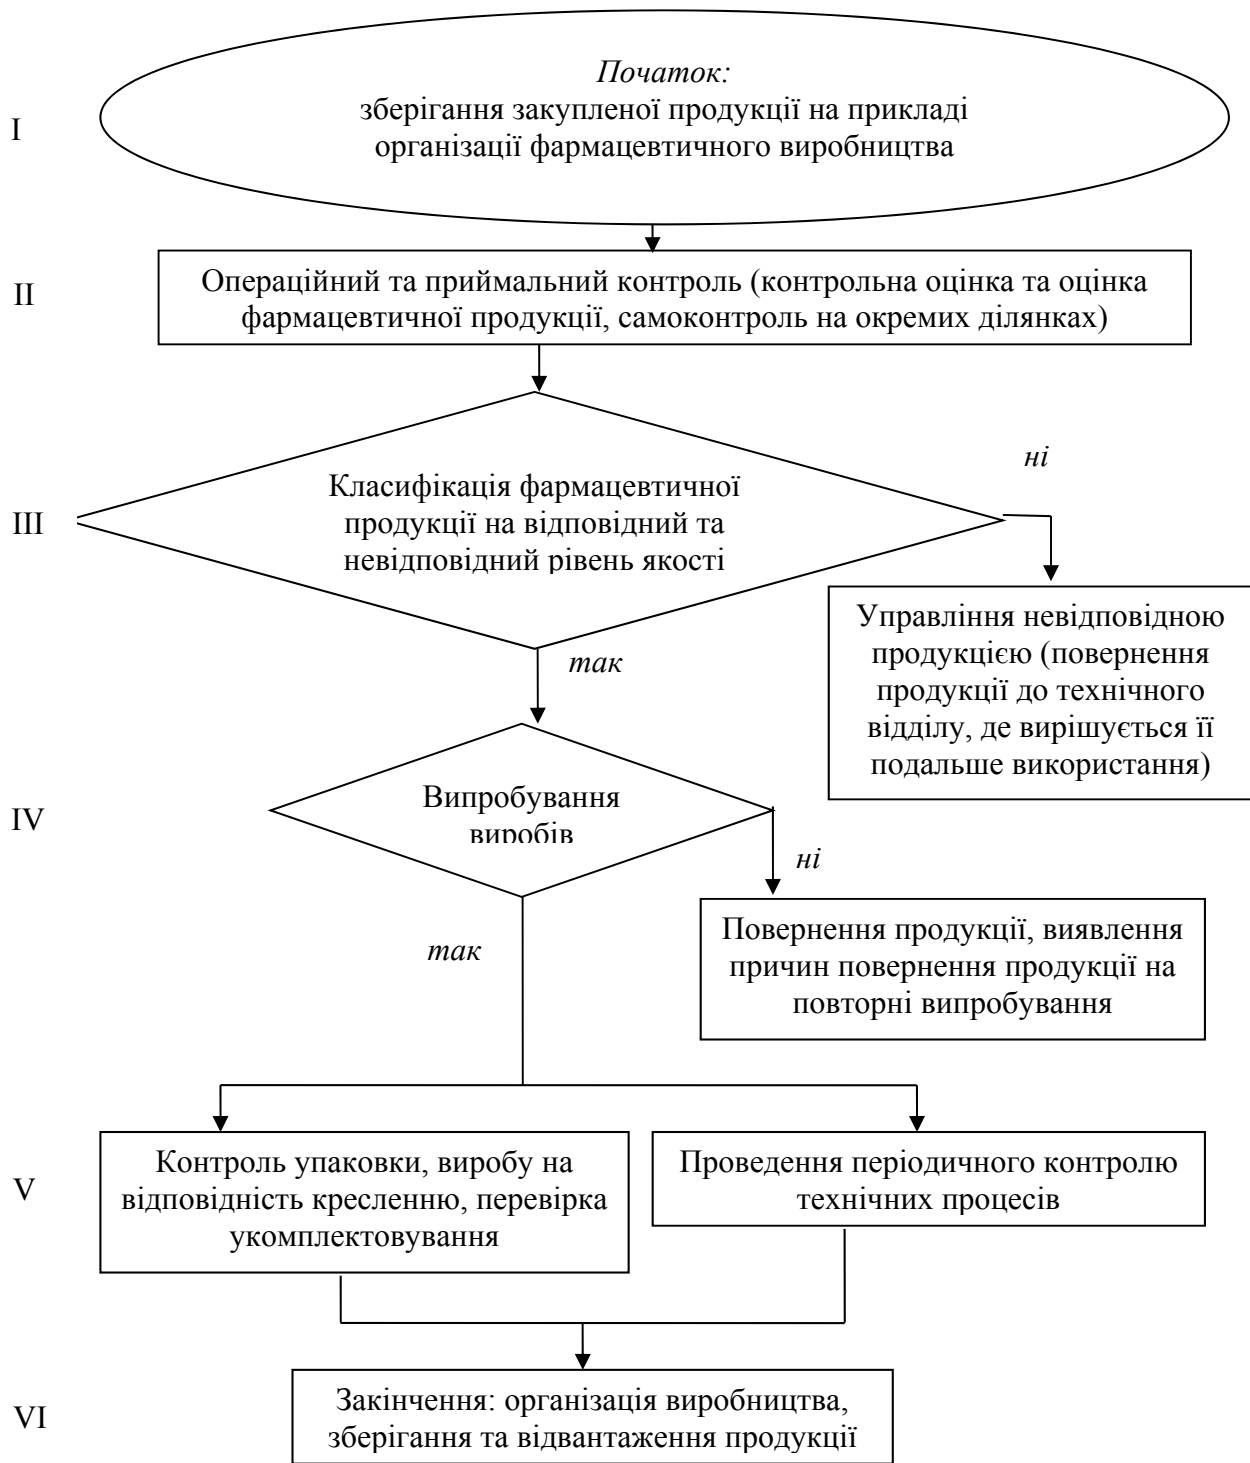 I
Початок:
зберігання закупленої продукції на прикладі
організації фармацевтичного виробництва
II
Операційний та приймальний контроль (контрольна оцінка та оцінка
фармацевтичної продукції, самоконтроль на окремих ділянках)
III
Класифікація фармацевтичної
продукції на відповідний та
невідповідний рівень якості
ні
Управління невідповідною
продукцією (повернення
продукції до технічного
відділу, де вирішується її
подальше використання)
так
IV
Випробування
виробів
ні
Повернення продукції, виявлення
причин повернення продукції на
повторні випробування
так
V
Контроль упаковки, виробу на
відповідність кресленню, перевірка
укомплектовування
Проведення періодичного контролю
технічних процесів
VI
Закінчення: організація виробництва,
зберігання та відвантаження продукції